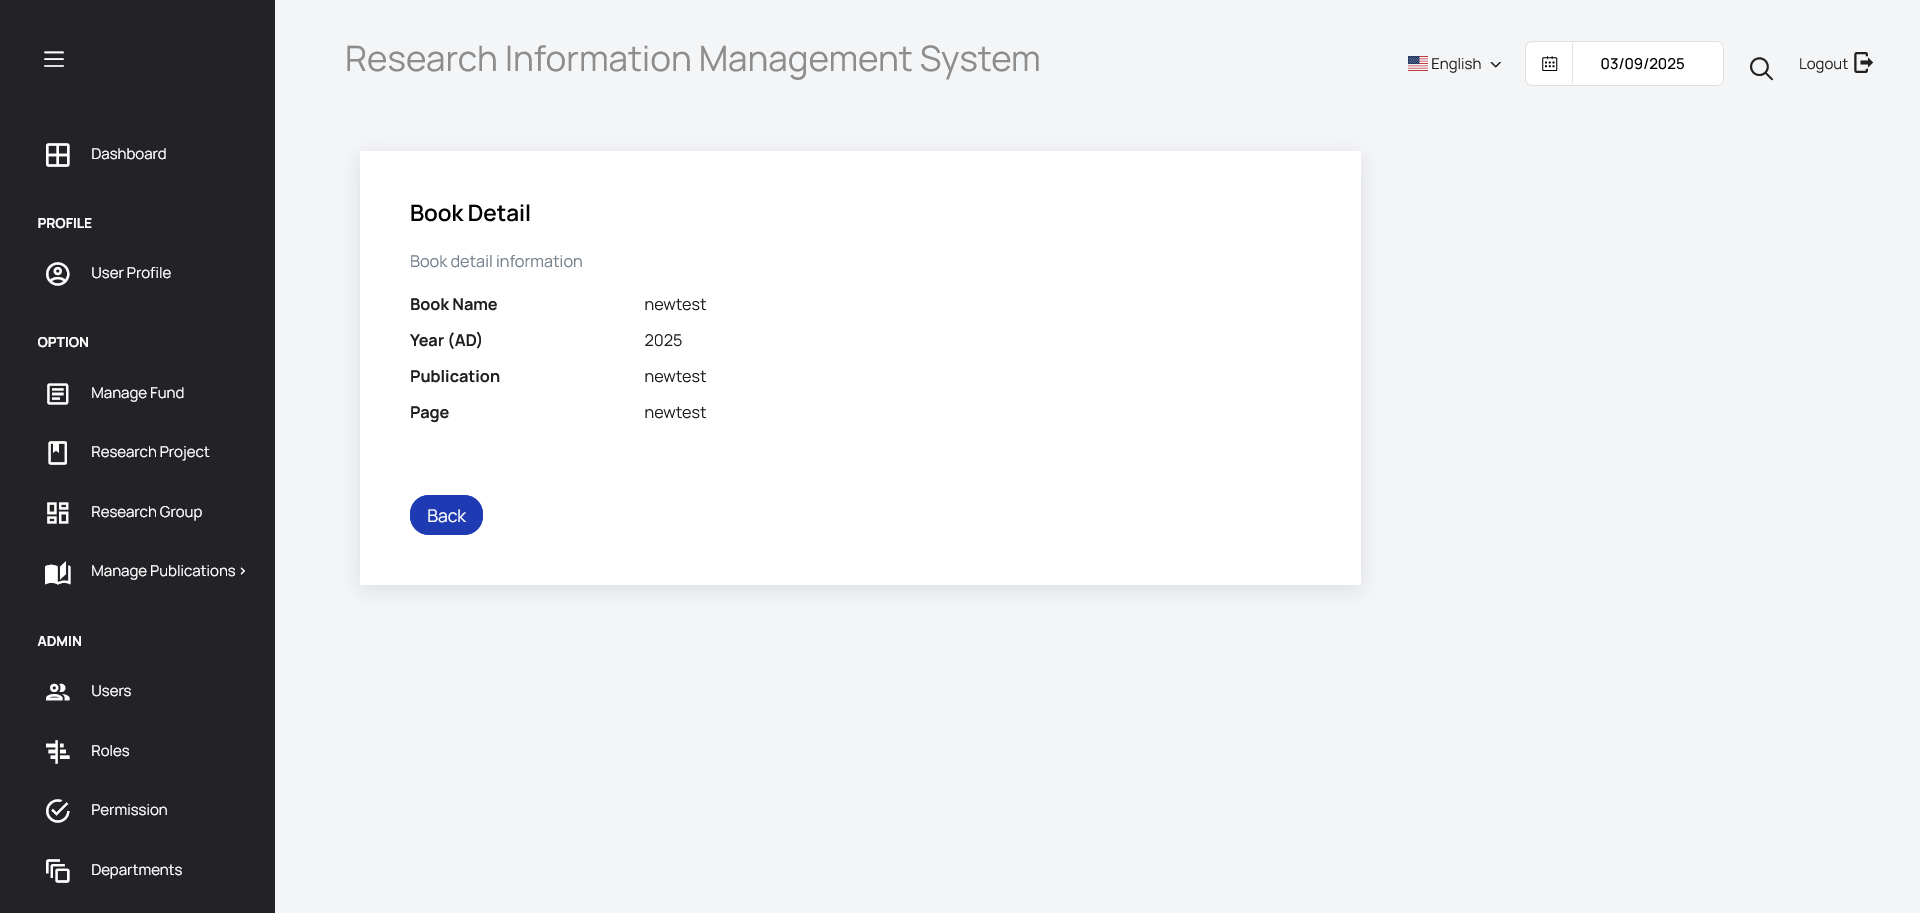 Research Information Management System
English
03/09/2025
Logout
Dashboard
PROFILE
User Profile
OPTION
Manage Fund
Research Project
Research Group
Manage Publications ›
ADMIN
Users
Roles
Permission
Departments
Book Detail
Book detail information
Book Name newtest
Year (AD) 2025
Publication newtest
Page newtest
Back